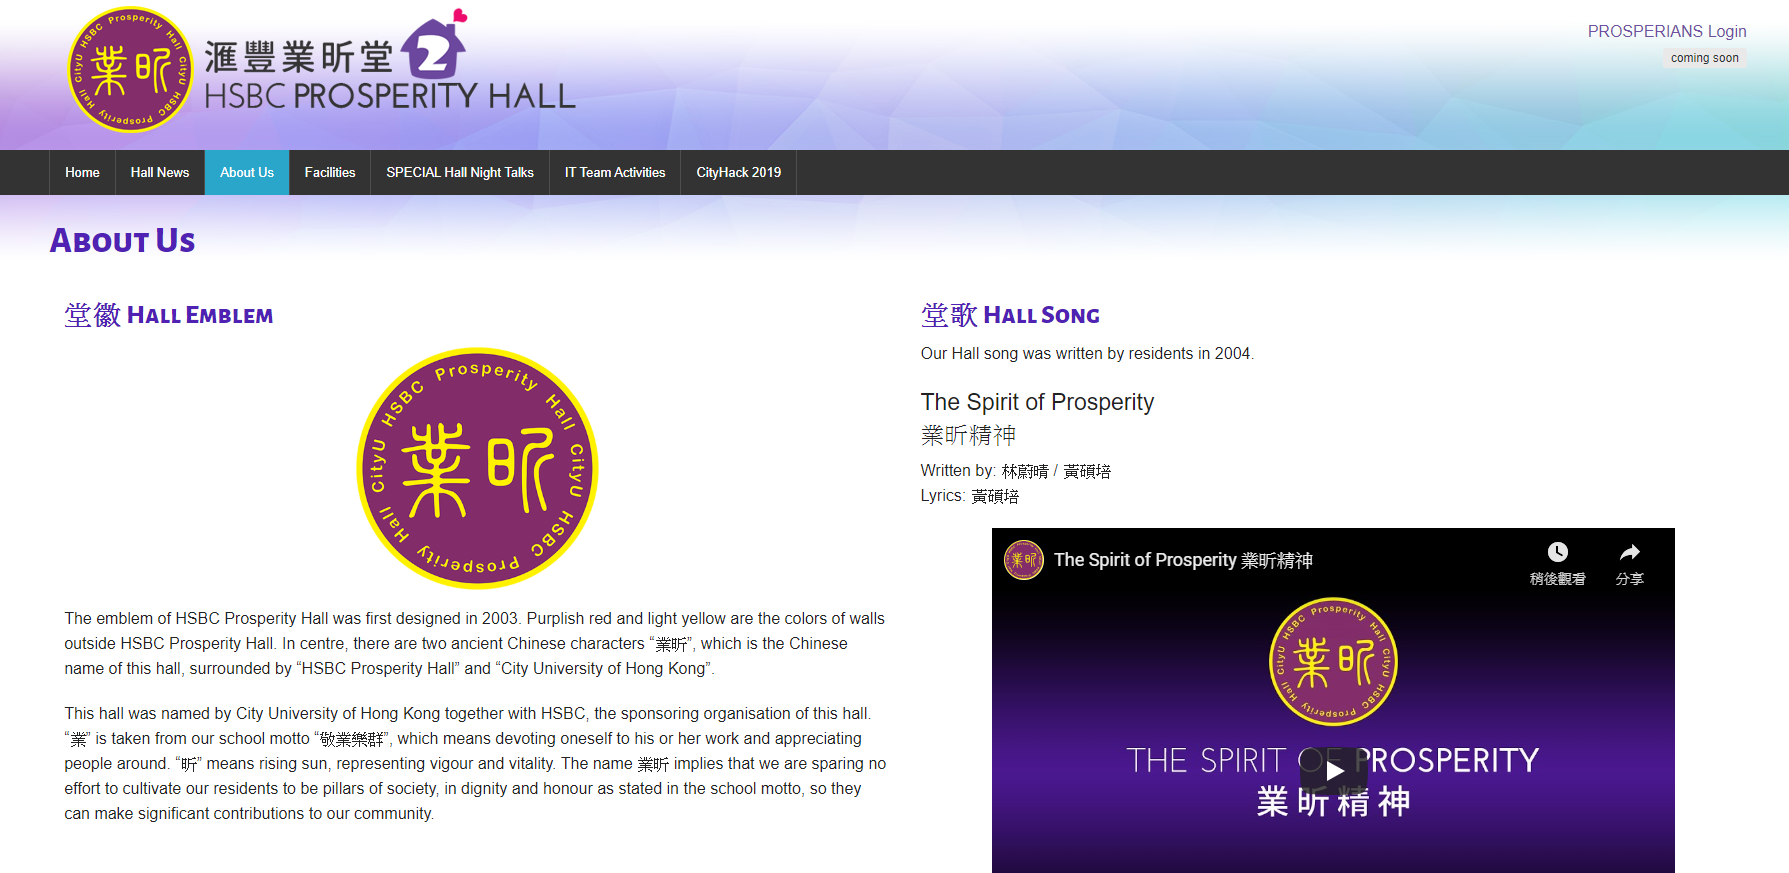 業昕
CityU HSBC Prosperity Hall CityU HSBC Prosperity Hall
滙豐業昕堂 2
HSBC PROSPERITY HALL
PROSPERIANS Login
coming soon
Home
Hall News
About Us
Facilities
SPECIAL Hall Night Talks
IT Team Activities
CityHack 2019
About Us
堂徽 Hall Emblem
CityU HSBC Prosperity Hall CityU HSBC Prosperity Hall
業昕
The emblem of HSBC Prosperity Hall was first designed in 2003. Purplish red and light yellow are the colors of walls
outside HSBC Prosperity Hall. In centre, there are two ancient Chinese characters “業昕”, which is the Chinese
name of this hall, surrounded by “HSBC Prosperity Hall” and “City University of Hong Kong”.
This hall was named by City University of Hong Kong together with HSBC, the sponsoring organisation of this hall.
“業” is taken from our school motto “敬業樂群”, which means devoting oneself to his or her work and appreciating
people around. “昕” means rising sun, representing vigour and vitality. The name 業昕 implies that we are sparing no
effort to cultivate our residents to be pillars of society, in dignity and honour as stated in the school motto, so they
can make significant contributions to our community.
堂歌 Hall Song
Our Hall song was written by residents in 2004.
The Spirit of Prosperity
業昕精神
Written by: 林蔚晴 / 黃碩培
Lyrics: 黃碩培
業昕
The Spirit of Prosperity 業昕精神
稍後觀看
分享
CityU HSBC Prosperity Hall CityU HSBC Prosperity Hall
業昕
THE SPIRIT OF PROSPERITY
業昕精神